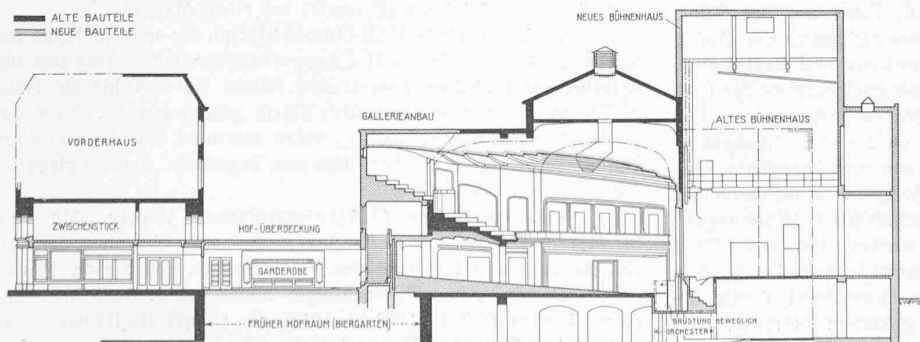 ALTE BAUTEILE
NEUE BAUTEILE
NEUES BÜHNENHAUS
GALLERIEANBAU
ALTES BÜHNENHAUS
VORDERHAUS
ZWISCHENSTOCK
HOF-ÜBERDECKUNG
GARDEROBE
FRÜHER HOFRAUM (BIERGARTEN)
BRÜSTUNG BEWEGLICH
ORCHESTER